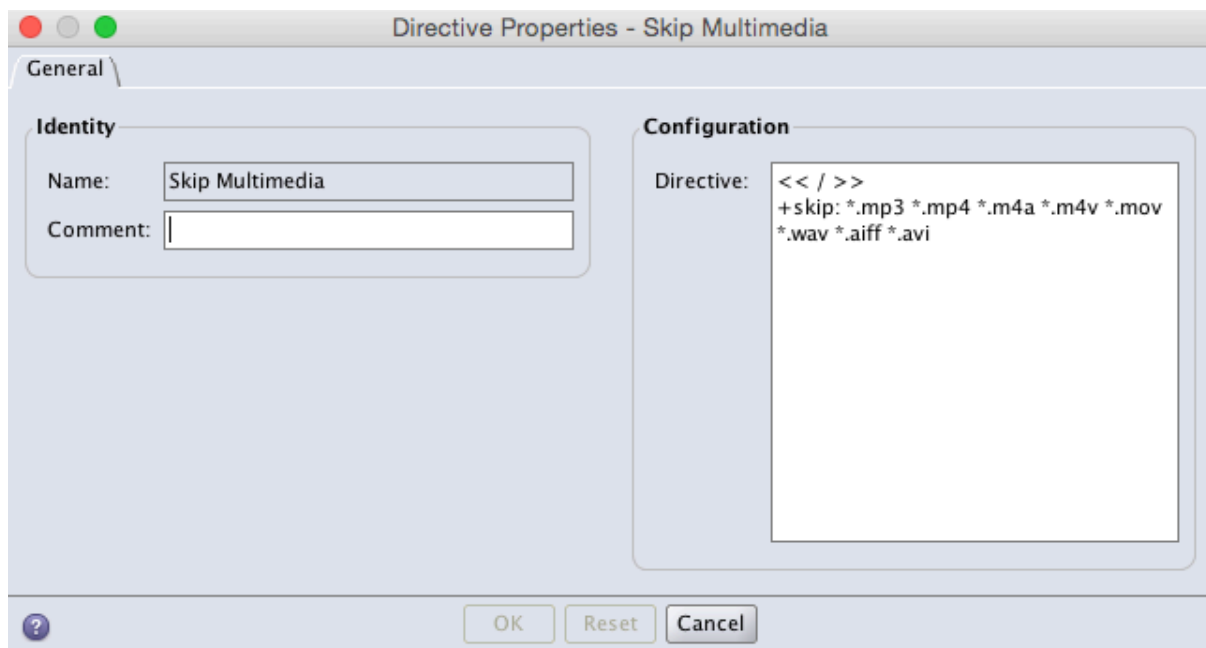 Directive Properties - Skip Multimedia
General
Identity
Name: Skip Multimedia
Comment:
Configuration
Directive: << / >>
+skip: *.mp3 *.mp4 *.m4a *.m4v *.mov
*.wav *.aiff *.avi
?
OK Reset Cancel